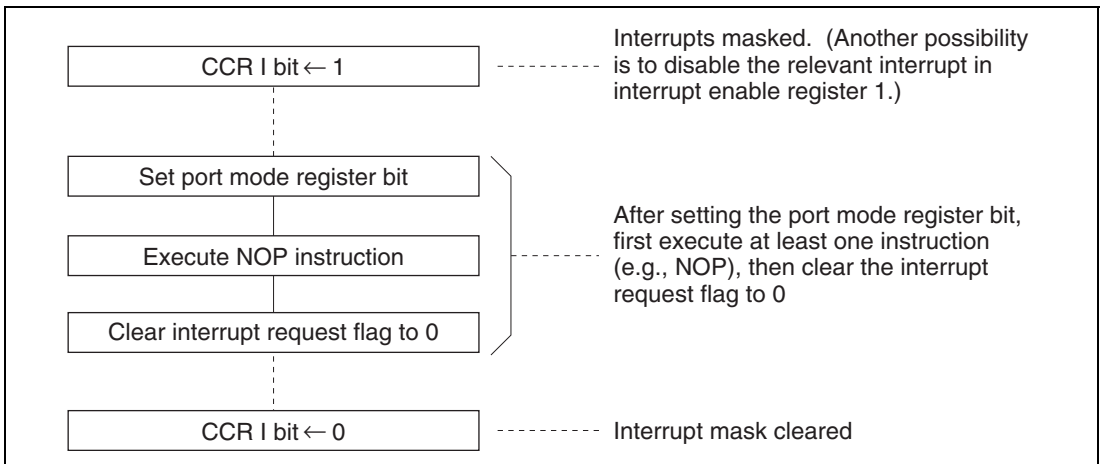 CCR I bit ← 1
Interrupts masked. (Another possibility
is to disable the relevant interrupt in
interrupt enable register 1.)
Set port mode register bit
Execute NOP instruction
Clear interrupt request flag to 0
After setting the port mode register bit,
first execute at least one instruction
(e.g., NOP), then clear the interrupt
request flag to 0
CCR I bit ← 0
Interrupt mask cleared